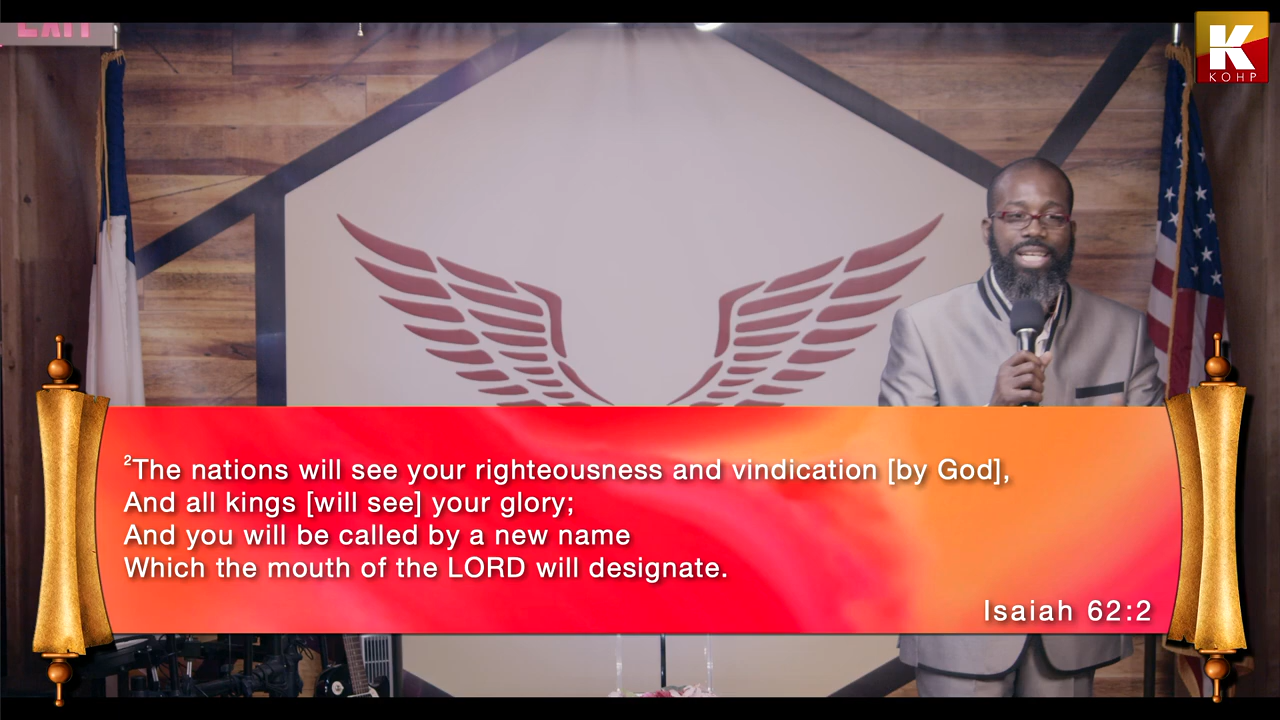 EXIT
K
KOHP
²The nations will see your righteousness and vindication [by God],
And all kings [will see] your glory;
And you will be called by a new name
Which the mouth of the LORD will designate.
Isaiah 62:2